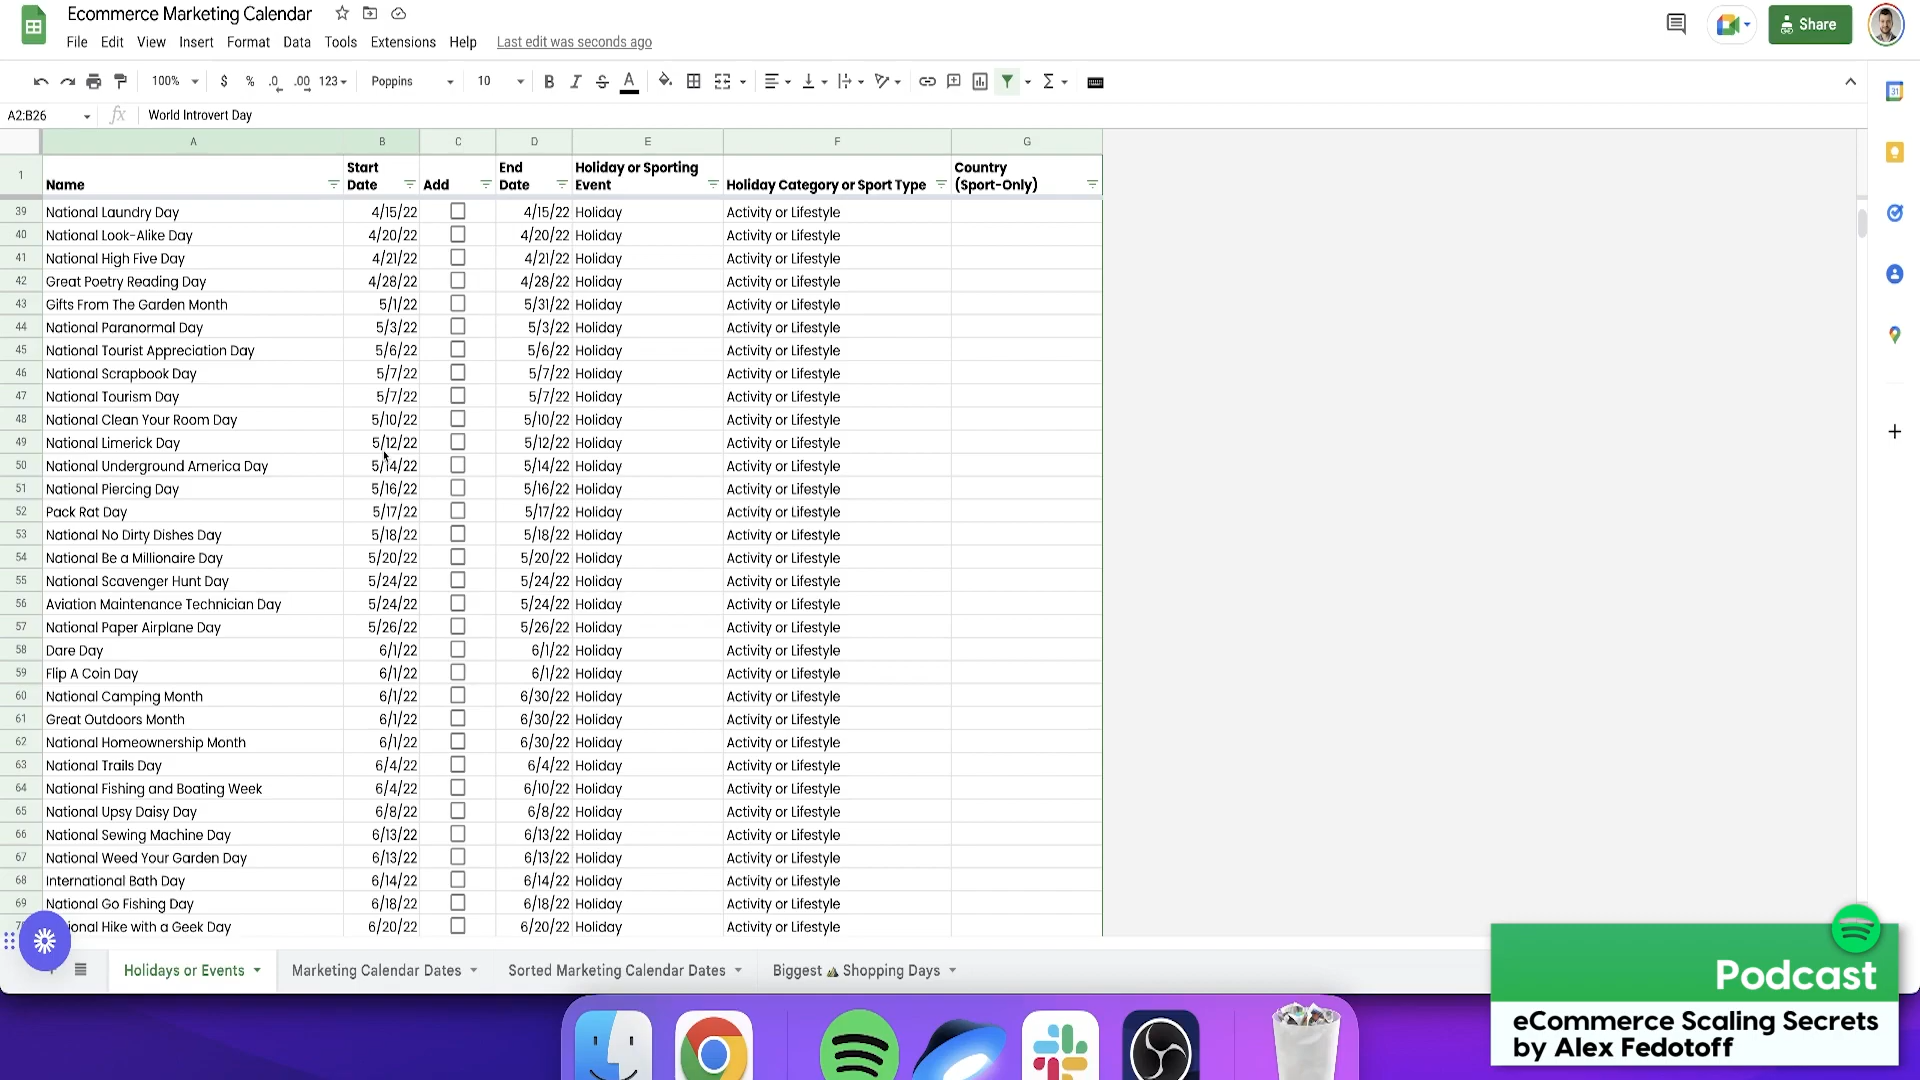 Ecommerce Marketing Calendar
File Edit View Insert Format Data Tools Extensions Help Last edit was seconds ago
Share
100% $ % .0 .00 123 Poppins 10 B I S A
31
A2:B26 fx World Introvert Day
A B C D E F G
1 Name Start Date Add End Date Holiday or Sporting Event Holiday Category or Sport Type Country (Sport-Only)
39 National Laundry Day 4/15/22 4/15/22 Holiday Activity or Lifestyle
40 National Look-Alike Day 4/20/22 4/20/22 Holiday Activity or Lifestyle
41 National High Five Day 4/21/22 4/21/22 Holiday Activity or Lifestyle
42 Great Poetry Reading Day 4/28/22 4/28/22 Holiday Activity or Lifestyle
43 Gifts From The Garden Month 5/1/22 5/31/22 Holiday Activity or Lifestyle
44 National Paranormal Day 5/3/22 5/3/22 Holiday Activity or Lifestyle
45 National Tourist Appreciation Day 5/6/22 5/6/22 Holiday Activity or Lifestyle
46 National Scrapbook Day 5/7/22 5/7/22 Holiday Activity or Lifestyle
47 National Tourism Day 5/7/22 5/7/22 Holiday Activity or Lifestyle
48 National Clean Your Room Day 5/10/22 5/10/22 Holiday Activity or Lifestyle
49 National Limerick Day 5/12/22 5/12/22 Holiday Activity or Lifestyle
50 National Underground America Day 5/14/22 5/14/22 Holiday Activity or Lifestyle
51 National Piercing Day 5/16/22 5/16/22 Holiday Activity or Lifestyle
52 Pack Rat Day 5/17/22 5/17/22 Holiday Activity or Lifestyle
53 National No Dirty Dishes Day 5/18/22 5/18/22 Holiday Activity or Lifestyle
54 National Be a Millionaire Day 5/20/22 5/20/22 Holiday Activity or Lifestyle
55 National Scavenger Hunt Day 5/24/22 5/24/22 Holiday Activity or Lifestyle
56 Aviation Maintenance Technician Day 5/24/22 5/24/22 Holiday Activity or Lifestyle
57 National Paper Airplane Day 5/26/22 5/26/22 Holiday Activity or Lifestyle
58 Dare Day 6/1/22 6/1/22 Holiday Activity or Lifestyle
59 Flip A Coin Day 6/1/22 6/1/22 Holiday Activity or Lifestyle
60 National Camping Month 6/1/22 6/30/22 Holiday Activity or Lifestyle
61 Great Outdoors Month 6/1/22 6/30/22 Holiday Activity or Lifestyle
62 National Homeownership Month 6/1/22 6/30/22 Holiday Activity or Lifestyle
63 National Trails Day 6/4/22 6/4/22 Holiday Activity or Lifestyle
64 National Fishing and Boating Week 6/4/22 6/10/22 Holiday Activity or Lifestyle
65 National Upsy Daisy Day 6/8/22 6/8/22 Holiday Activity or Lifestyle
66 National Sewing Machine Day 6/13/22 6/13/22 Holiday Activity or Lifestyle
67 National Weed Your Garden Day 6/13/22 6/13/22 Holiday Activity or Lifestyle
68 International Bath Day 6/14/22 6/14/22 Holiday Activity or Lifestyle
69 National Go Fishing Day 6/18/22 6/18/22 Holiday Activity or Lifestyle
ional Hike with a Geek Day 6/20/22 6/20/22 Holiday Activity or Lifestyle
Holidays or Events Marketing Calendar Dates Sorted Marketing Calendar Dates Biggest Shopping Days
Podcast
eCommerce Scaling Secrets
by Alex Fedotoff